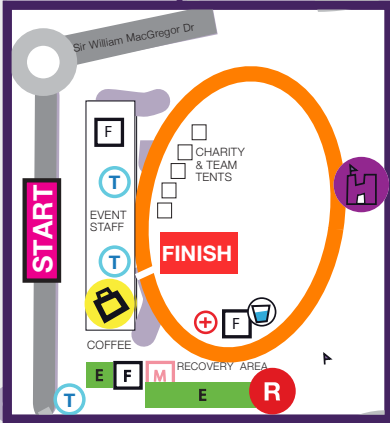 Sir William MacGregor Dr
F
CHARITY
& TEAM
TENTS
T
START
EVENT
STAFF
FINISH
T
F
COFFEE
RECOVERY AREA
E
F
M
E
R
T